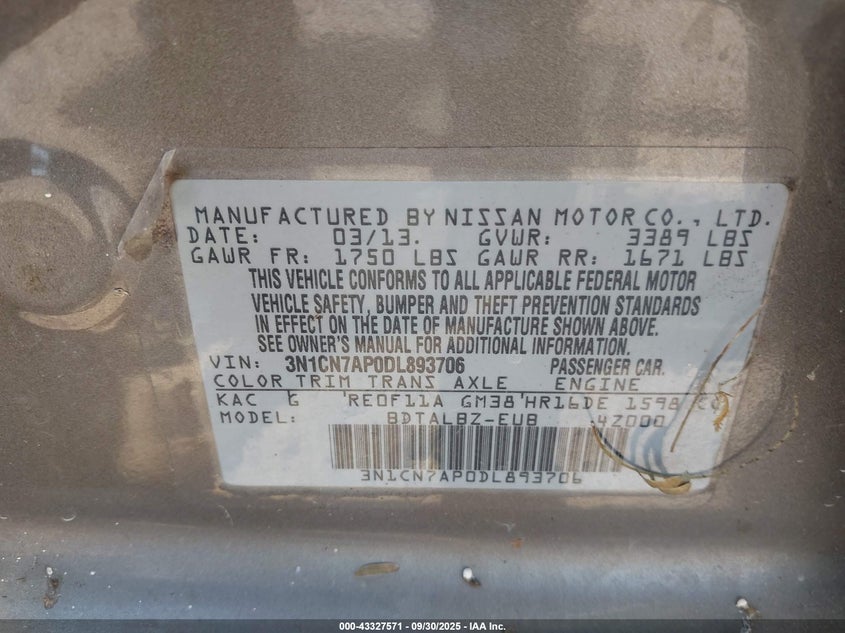 MANUFACTURED BY NISSAN MOTOR CO., LTD.
DATE: 03/13. GVWR: 3389 LBS
GAWR FR: 1750 LBS GAWR RR: 1671 LBS
THIS VEHICLE CONFORMS TO ALL APPLICABLE FEDERAL MOTOR
VEHICLE SAFETY, BUMPER AND THEFT PREVENTION STANDARDS
IN EFFECT ON THE DATE OF MANUFACTURE SHOWN ABOVE.
SEE OWNER'S MANUAL FOR ADDITIONAL INFORMATION.
VIN: 3N1CN7AP0DL893706 PASSENGER CAR.
COLOR TRIM TRANS AXLE ENGINE
KAC G RE0F11A GM38 HR16DE 1598
MODEL: BDTALBZ-EUB 4Z000
3N1CN7AP0DL893706
000-43327571 — 09/30/2025 — IAA Inc.